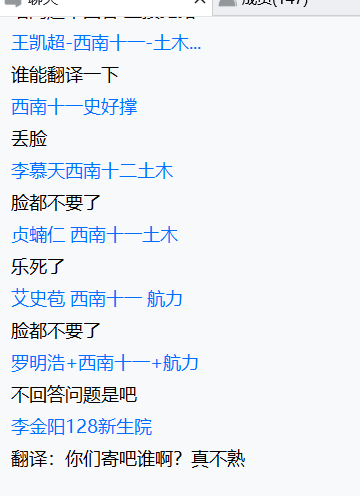 成员(147)
王凯超-西南十一-土木...
谁能翻译一下
西南十一史好撑
丢脸
李慕天西南十二土木
脸都不要了
贞蝻仁 西南十一土木
乐死了
艾史苞 西南十一 航力
脸都不要了
罗明浩+西南十一+航力
不回答问题是吧
李金阳128新生院
翻译：你们寄吧谁啊？真不熟